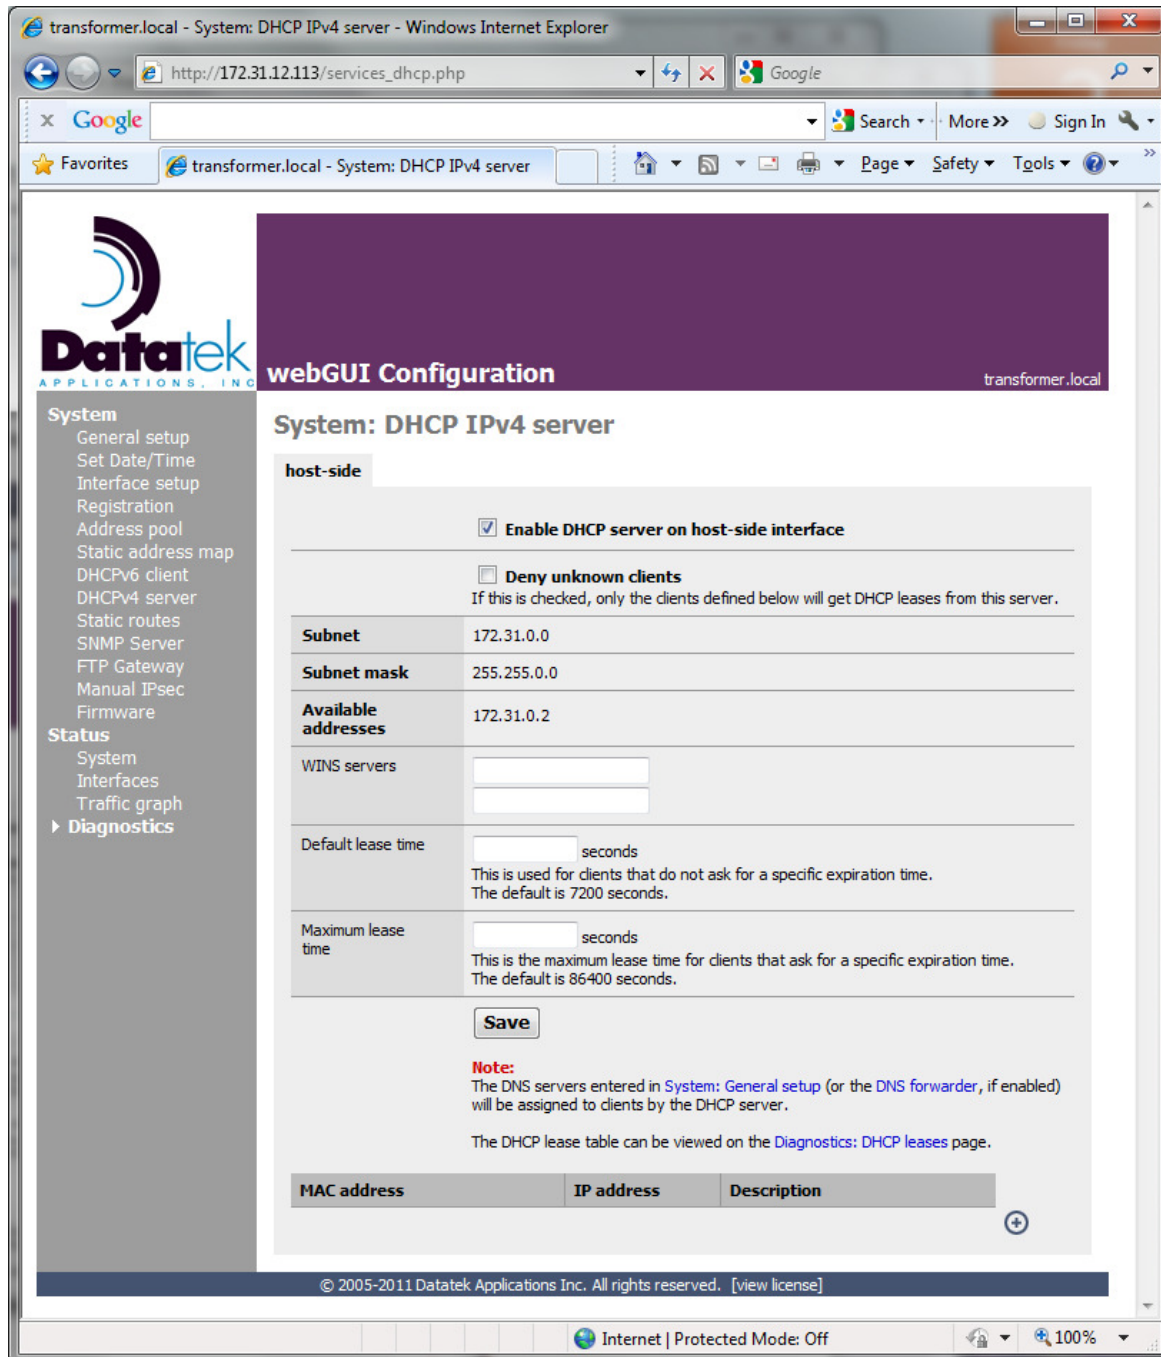 transformer.local - System: DHCP IPv4 server - Windows Internet Explorer
http://172.31.12.113/services_dhcp.php
Google
x Google
Search
More >>
Sign In
Favorites
transformer.local - System: DHCP IPv4 server
Page
Safety
Tools
>>
Datatek
APPLICATIONS, INC
webGUI Configuration
transformer.local
System
General setup
Set Date/Time
Interface setup
Registration
Address pool
Static address map
DHCPv6 client
DHCPv4 server
Static routes
SNMP Server
FTP Gateway
Manual IPsec
Firmware
Status
System
Interfaces
Traffic graph
Diagnostics
System: DHCP IPv4 server
host-side
Enable DHCP server on host-side interface
Deny unknown clients
If this is checked, only the clients defined below will get DHCP leases from this server.
Subnet 172.31.0.0
Subnet mask 255.255.0.0
Available addresses 172.31.0.2
WINS servers
Default lease time
seconds
This is used for clients that do not ask for a specific expiration time.
The default is 7200 seconds.
Maximum lease
time
seconds
This is the maximum lease time for clients that ask for a specific expiration time.
The default is 86400 seconds.
Save
Note:
The DNS servers entered in System: General setup (or the DNS forwarder, if enabled)
will be assigned to clients by the DHCP server.
The DHCP lease table can be viewed on the Diagnostics: DHCP leases page.
MAC address IP address Description
© 2005-2011 Datatek Applications Inc. All rights reserved. [view license]
Internet | Protected Mode: Off
100%